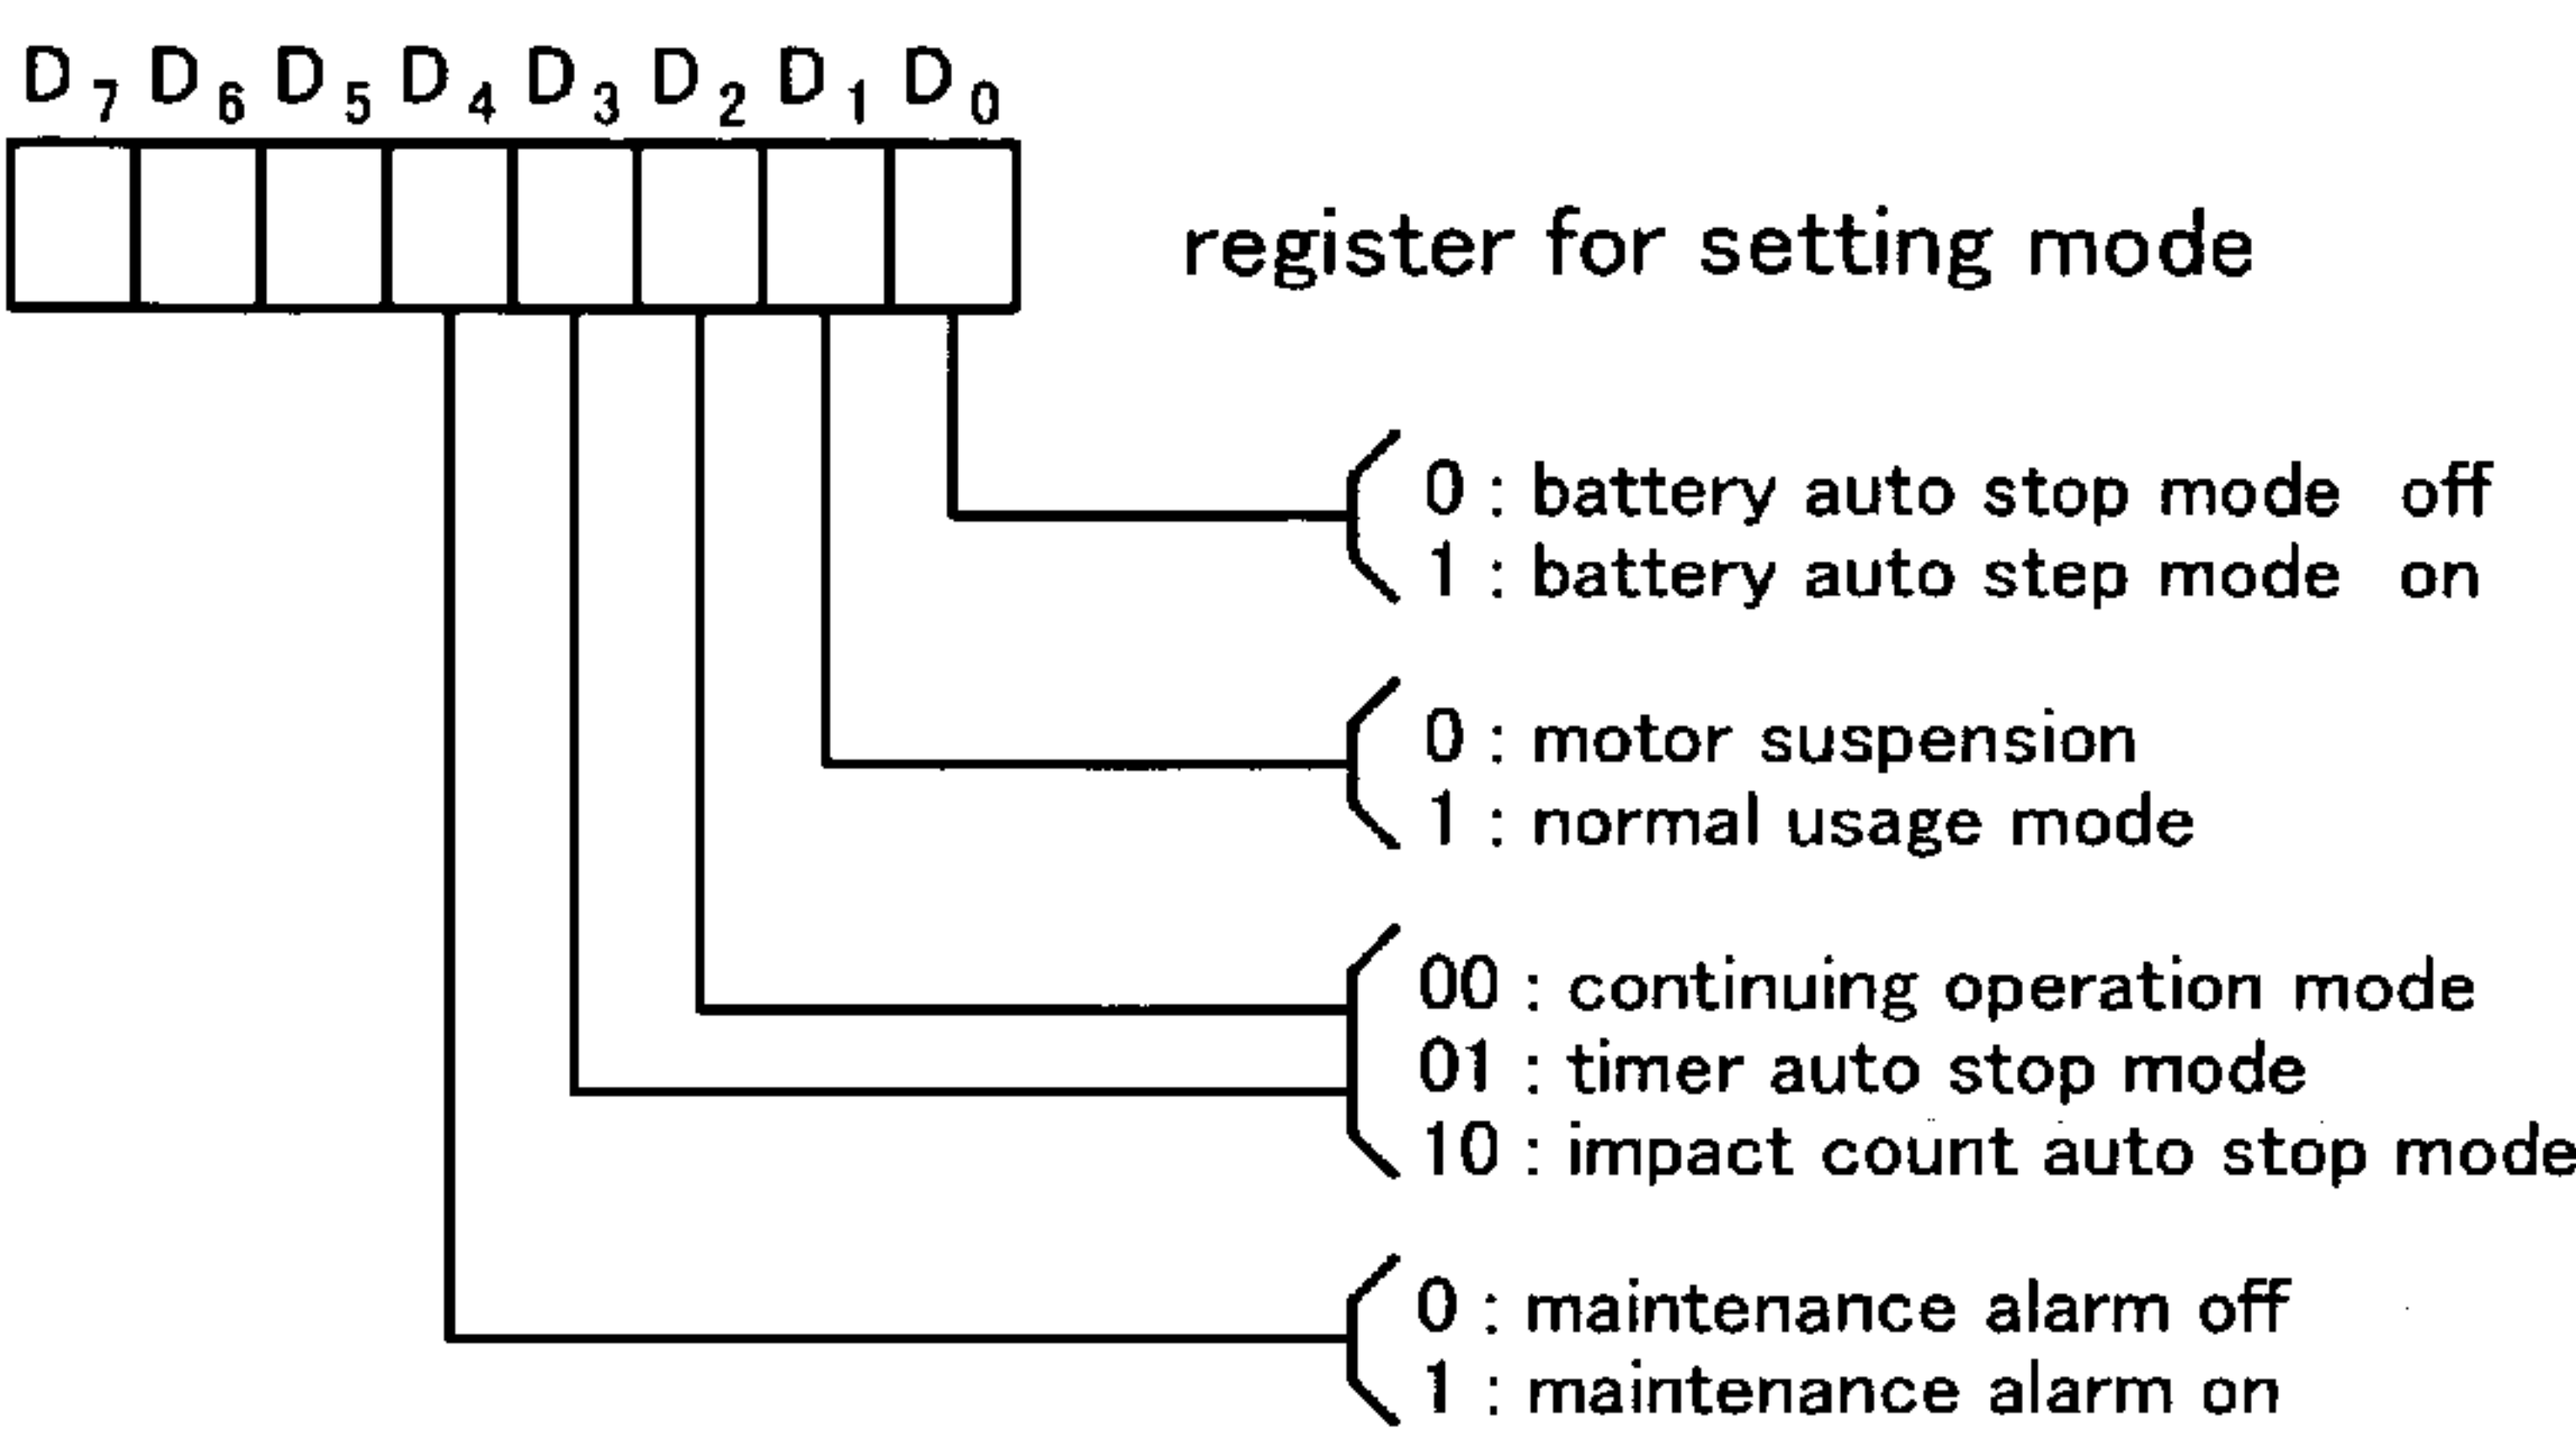 D7 D6 D5 D4 D3 D2 D1 D0
register for setting mode
0 : battery auto stop mode off
1 : battery auto step mode on
0 : motor suspension
1 : normal usage mode
00 : continuing operation mode
01 : timer auto stop mode
10 : impact count auto stop mode
0 : maintenance alarm off
1 : maintenance alarm on